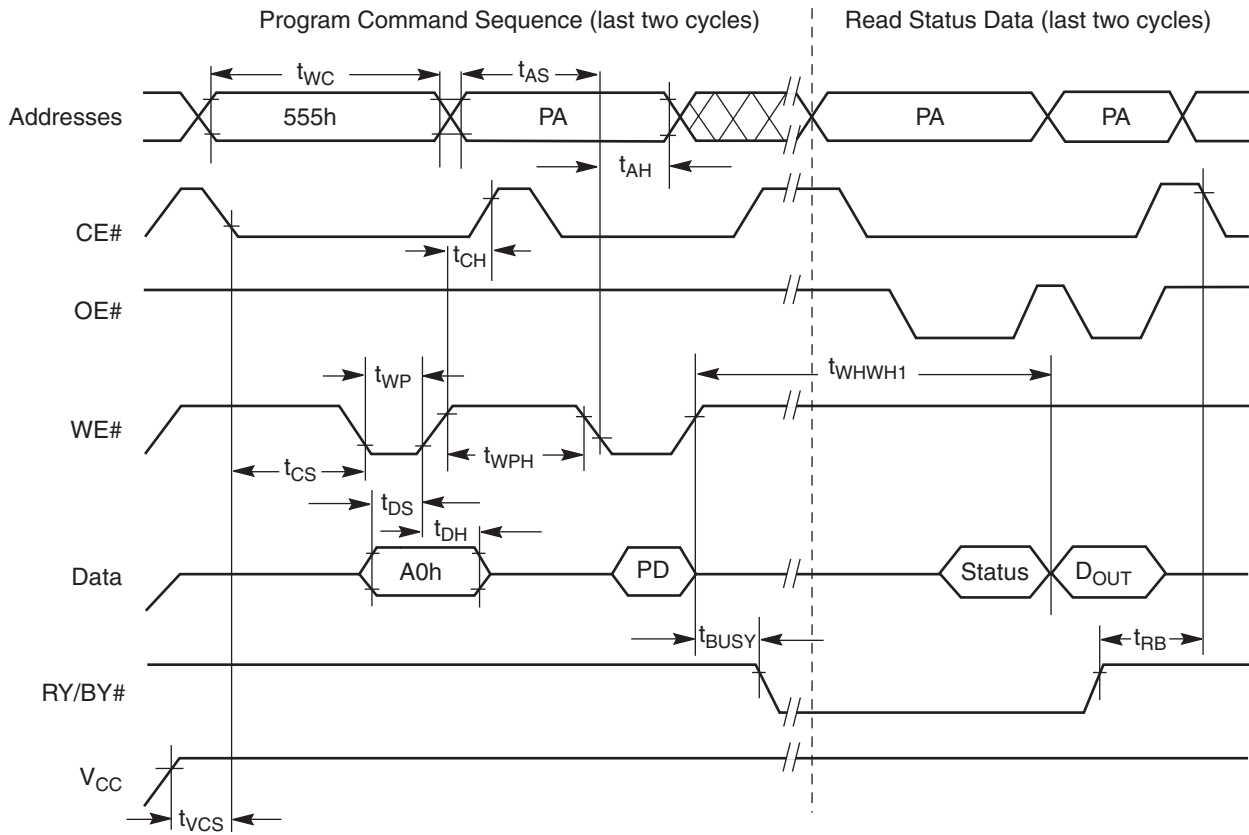 Program Command Sequence (last two cycles)
Read Status Data (last two cycles)
tWC
tAS
Addresses
555h
PA
PA
PA
tAH
CE#
tCH
OE#
tWP
tWHWH1
WE#
tCS
tWPH
tDS
tDH
Data
A0h
PD
Status
DOUT
tBUSY
tRB
RY/BY#
VCC
tVCS